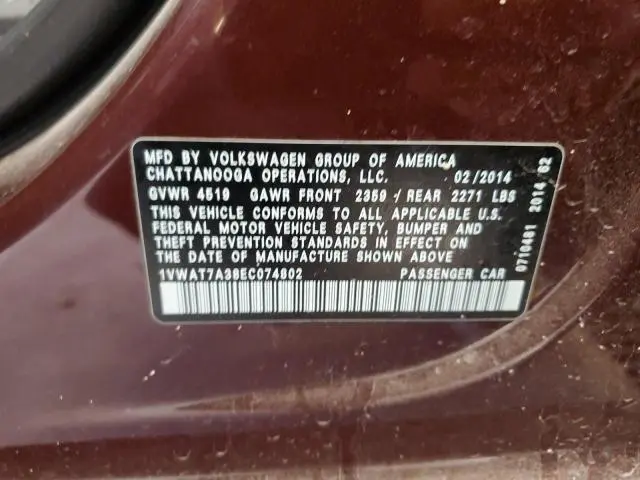 MFD BY VOLKSWAGEN GROUP OF AMERICA
CHATTANOOGA OPERATIONS, LLC. 02/2014
GVWR 4519 GAWR FRONT 2359 / REAR 2271 LBS
THIS VEHICLE CONFORMS TO ALL APPLICABLE U.S.
FEDERAL MOTOR VEHICLE SAFETY, BUMPER AND
THEFT PREVENTION STANDARDS IN EFFECT ON
THE DATE OF MANUFACTURE SHOWN ABOVE
1VWAT7A38EC074802 PASSENGER CAR
0710481 2014 62